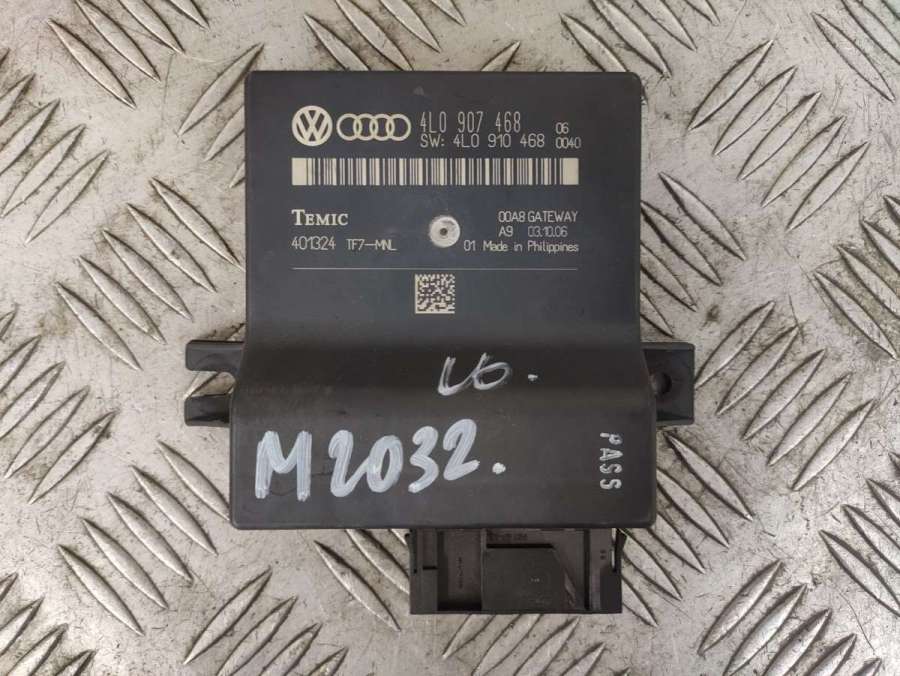 4L0 907 468 06
SW: 4L0 910 468 0040
TEMIC 00A8 GATEWAY
A9 03.10.06
401324 TF7-MNL 01 Made in Philippines
M2032.
PASS